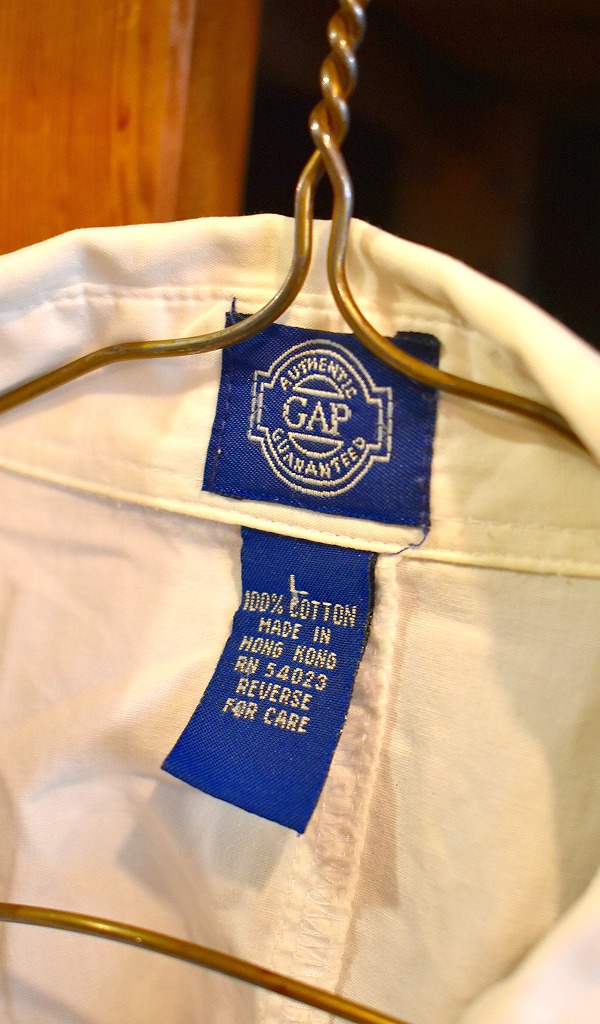 AUTHENTIC
GAP
GUARANTEED
L
100% COTTON
MADE IN
HONG KONG
RN 54023
REVERSE
FOR CARE